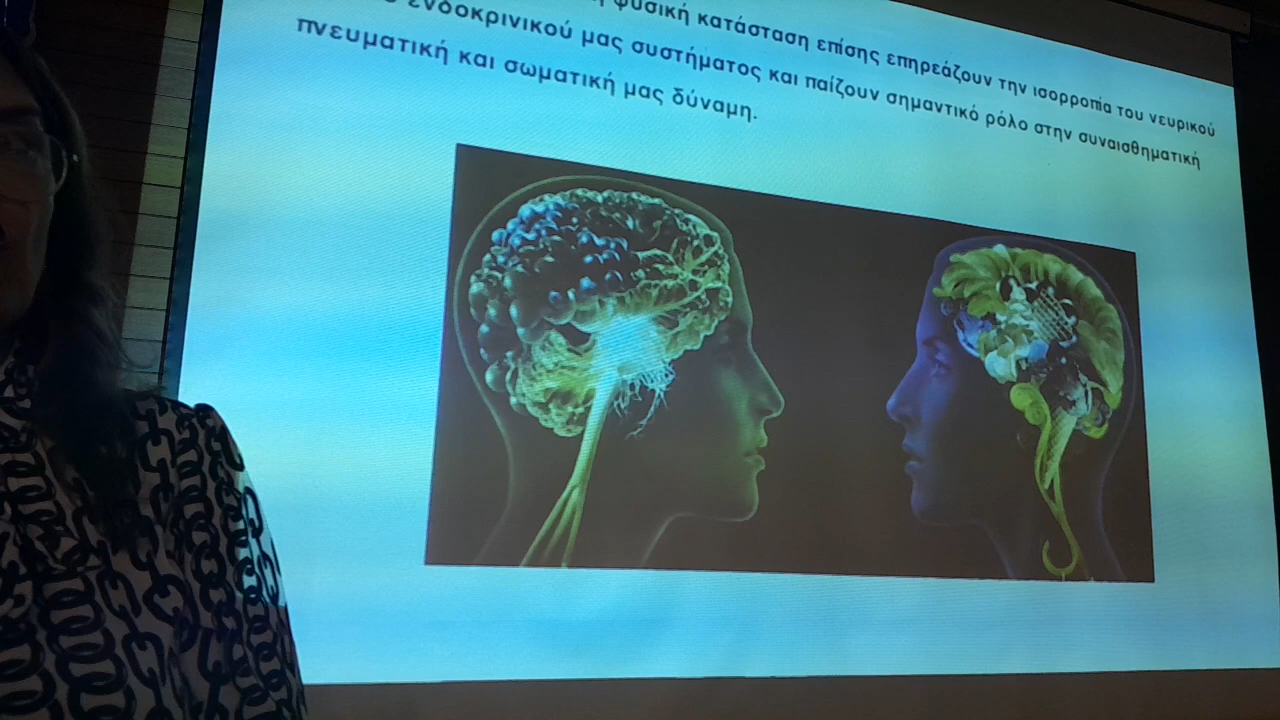 φυσική κατάσταση επίσης επηρεάζουν την ισορροπία του νευρικού
ενδοκρινικού μας συστήματος και παίζουν σημαντικό ρόλο στην συναισθηματική
πνευματική και σωματική μας δύναμη.